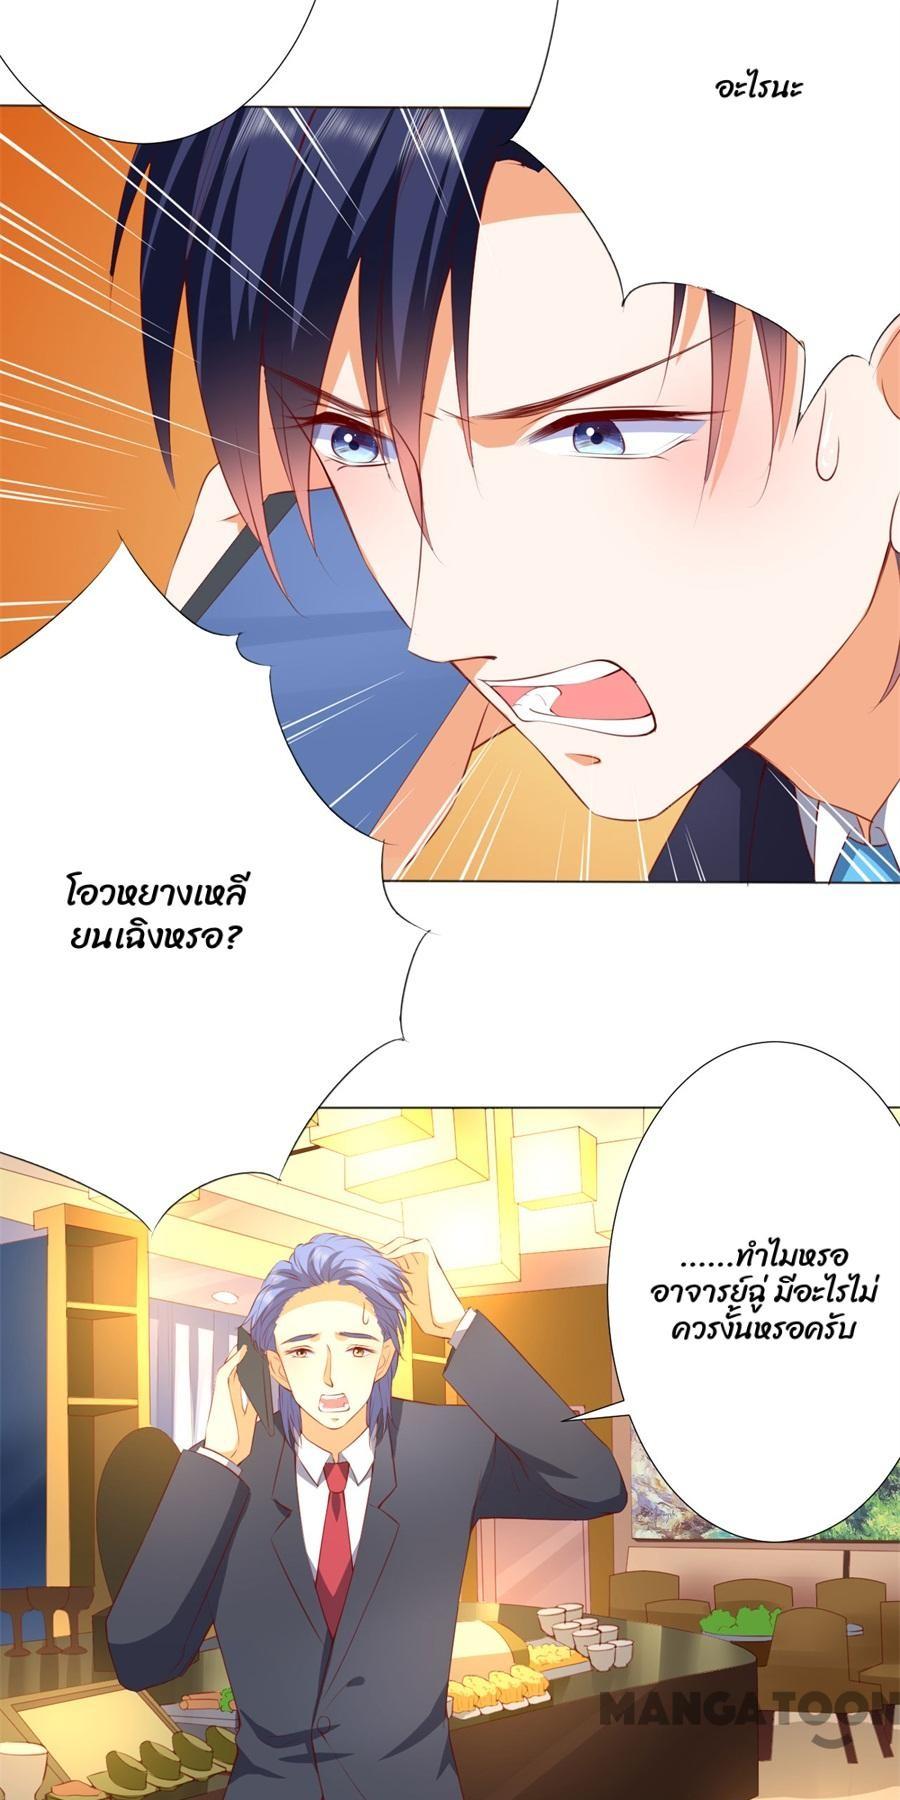 อะไรนะ
โอวหยางเหลี
ยนเฉิงหรอ?
......ทำไมหรอ
อาจารย์ฉู่ มีอะไรไม่
ควรงั้นหรอครับ
MANGATOON